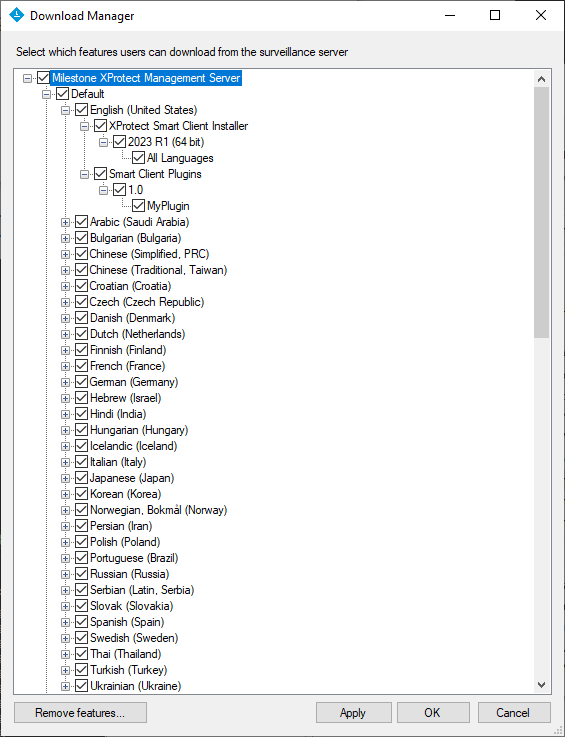 Download Manager
Select which features users can download from the surveillance server
Milestone XProtect Management Server
Default
English (United States)
XProtect Smart Client Installer
2023 R1 (64 bit)
All Languages
Smart Client Plugins
1.0
MyPlugin
Arabic (Saudi Arabia)
Bulgarian (Bulgaria)
Chinese (Simplified, PRC)
Chinese (Traditional, Taiwan)
Croatian (Croatia)
Czech (Czech Republic)
Danish (Denmark)
Dutch (Netherlands)
Finnish (Finland)
French (France)
German (Germany)
Hebrew (Israel)
Hindi (India)
Hungarian (Hungary)
Icelandic (Iceland)
Italian (Italy)
Japanese (Japan)
Korean (Korea)
Norwegian, Bokmål (Norway)
Persian (Iran)
Polish (Poland)
Portuguese (Brazil)
Russian (Russia)
Serbian (Latin, Serbia)
Slovak (Slovakia)
Spanish (Spain)
Swedish (Sweden)
Thai (Thailand)
Turkish (Turkey)
Ukrainian (Ukraine)
Remove features... Apply OK Cancel